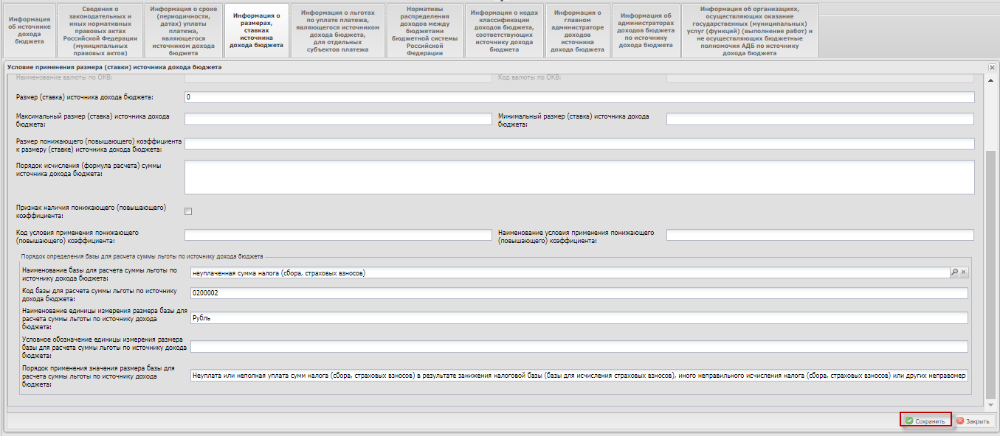 Информация
об источнике
дохода
бюджета
Сведения о
законодательных и
иных нормативных
правовых актах
Российской Федерации
(муниципальных
правовых актов)
Информация о сроке
(периодичности,
датах) уплаты
платежа,
являющегося
источником дохода
бюджета
Информация о
размерах,
ставках
источника
дохода бюджета
Информация о льготах
по уплате платежа,
являющегося источником
дохода бюджета,
для отдельных
субъектов платежа
Нормативы
распределения
доходов между
бюджетами
бюджетной системы
Российской
Федерации
Информация о кодах
классификации
доходов бюджета,
соответствующих
источнику дохода
бюджета
Информация о
главном
администраторе
доходов
источника
дохода бюджета
Информация об
администраторах
доходов бюджета
по источнику
дохода бюджета
Информация об организациях,
осуществляющих оказание
государственных (муниципальных)
услуг (функций) (выполнение работ) и
не осуществляющих бюджетные
полномочия АДБ по источнику
дохода бюджета
Условие применения размера (ставки) источника дохода бюджета
Наименование валюты по ОКВ:
Код валюты по ОКВ:
Размер (ставка) источника дохода бюджета:
0
Максимальный размер (ставка) источника дохода
бюджета:
Минимальный размер (ставка) источника дохода
бюджета:
Размер понижающего (повышающего) коэффициента
к размеру (ставке) источника дохода бюджета:
Порядок исчисления (формула расчета) суммы
источника дохода бюджета:
Признак наличия понижающего (повышающего)
коэффициента:
Код условия применения понижающего
(повышающего) коэффициента:
Наименование условия применения понижающего
(повышающего) коэффициента:
Порядок определения базы для расчета суммы льготы по источнику дохода бюджета
Наименование базы для расчета суммы льготы по
источнику дохода бюджета:
неуплаченная сумма налога (сбора, страховых взносов)
Код базы для расчета суммы льготы по источнику
дохода бюджета:
0200002
Наименование единицы измерения размера базы для
расчета суммы льготы по источнику дохода
бюджета:
Рубль
Условное обозначение единицы измерения размера
базы для расчета суммы льготы по источнику дохода
бюджета:
Порядок применения значения размера базы для
расчета суммы льготы по источнику дохода
бюджета:
Неуплата или неполная уплата сумм налога (сбора, страховых взносов) в результате занижения налоговой базы (базы для исчисления страховых взносов), иного неправильного исчисления налога (сбора, страховых взносов) или других неправомер
Сохранить
Закрыть